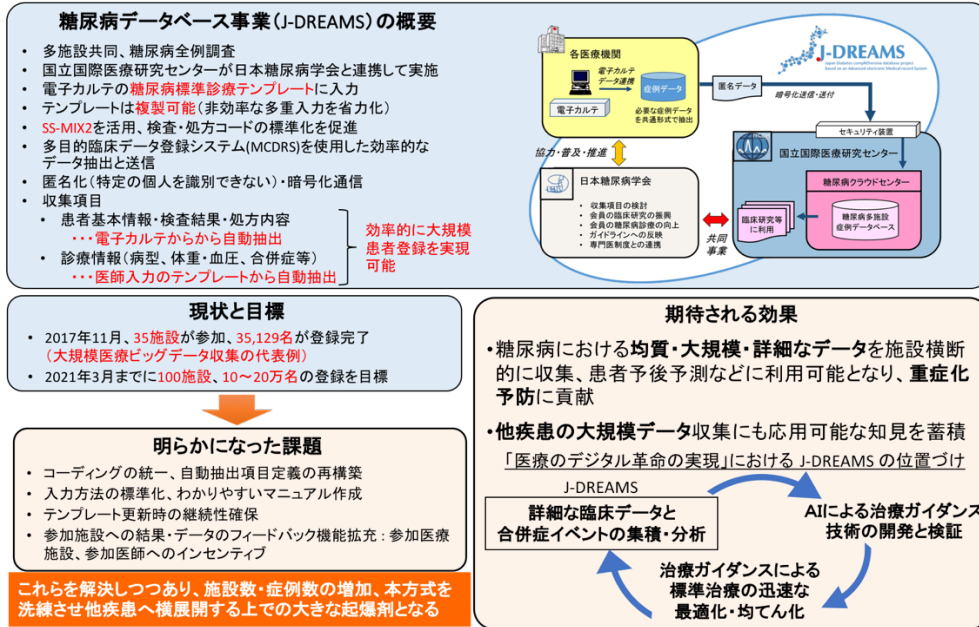 糖尿病データベース事業（J-DREAMS）の概要
• 多施設共同、糖尿病全例調査
• 国立国際医療研究センターが日本糖尿病学会と連携して実施
• 電子カルテの糖尿病標準診療テンプレートに入力
• テンプレートは複製可能（非効率な多重入力を省力化）
• SS-MIX2を活用、検査・処方コードの標準化を促進
• 多目的臨床データ登録システム(MCDRS)を使用した効率的な
データ抽出と送信
• 匿名化（特定の個人を識別できない）・暗号化通信
• 収集項目
• 患者基本情報・検査結果・処方内容
・・・電子カルテからから自動抽出
• 診療情報（病型、体重・血圧、合併症等）
・・・医師入力のテンプレートから自動抽出
効率的に大規模
患者登録を実現
可能
各医療機関
電子カルテ
データ連携
電子カルテ
症例データ
必要な症例データ
を共通形式で抽出
匿名データ
暗号化送信・送付
J-DREAMS
Japan Diabetes compREhensive database project
based on an Advanced electronic Medical record System
セキュリティ装置
国立国際医療研究センター
糖尿病クラウドセンター
糖尿病多施設
症例データベース
臨床研究等
に利用
協力・普及・推進
日本糖尿病学会
• 収集項目の検討
• 会員の臨床研究の振興
• 会員の糖尿病診療の向上
• ガイドラインへの反映
• 専門医制度との連携
共同
事業
現状と目標
• 2017年11月、35施設が参加、35,129名が登録完了
（大規模医療ビッグデータ収集の代表例）
• 2021年3月までに100施設、10～20万名の登録を目標
明らかになった課題
• コーディングの統一、自動抽出項目定義の再構築
• 入力方法の標準化、わかりやすいマニュアル作成
• テンプレート更新時の継続性確保
• 参加施設への結果・データのフィードバック機能拡充：参加医療
施設、参加医師へのインセンティブ
これらを解決しつつあり、施設数・症例数の増加、本方式を
洗練させ他疾患へ横展開する上での大きな起爆剤となる
期待される効果
•糖尿病における均質・大規模・詳細なデータを施設横断
的に収集、患者予後予測などに利用可能となり、重症化
予防に貢献
•他疾患の大規模データ収集にも応用可能な知見を蓄積
「医療のデジタル革命の実現」における J-DREAMS の位置づけ
J-DREAMS
詳細な臨床データと
合併症イベントの集積・分析
AIによる治療ガイダンス
技術の開発と検証
治療ガイダンスによる
標準治療の迅速な
最適化・均てん化